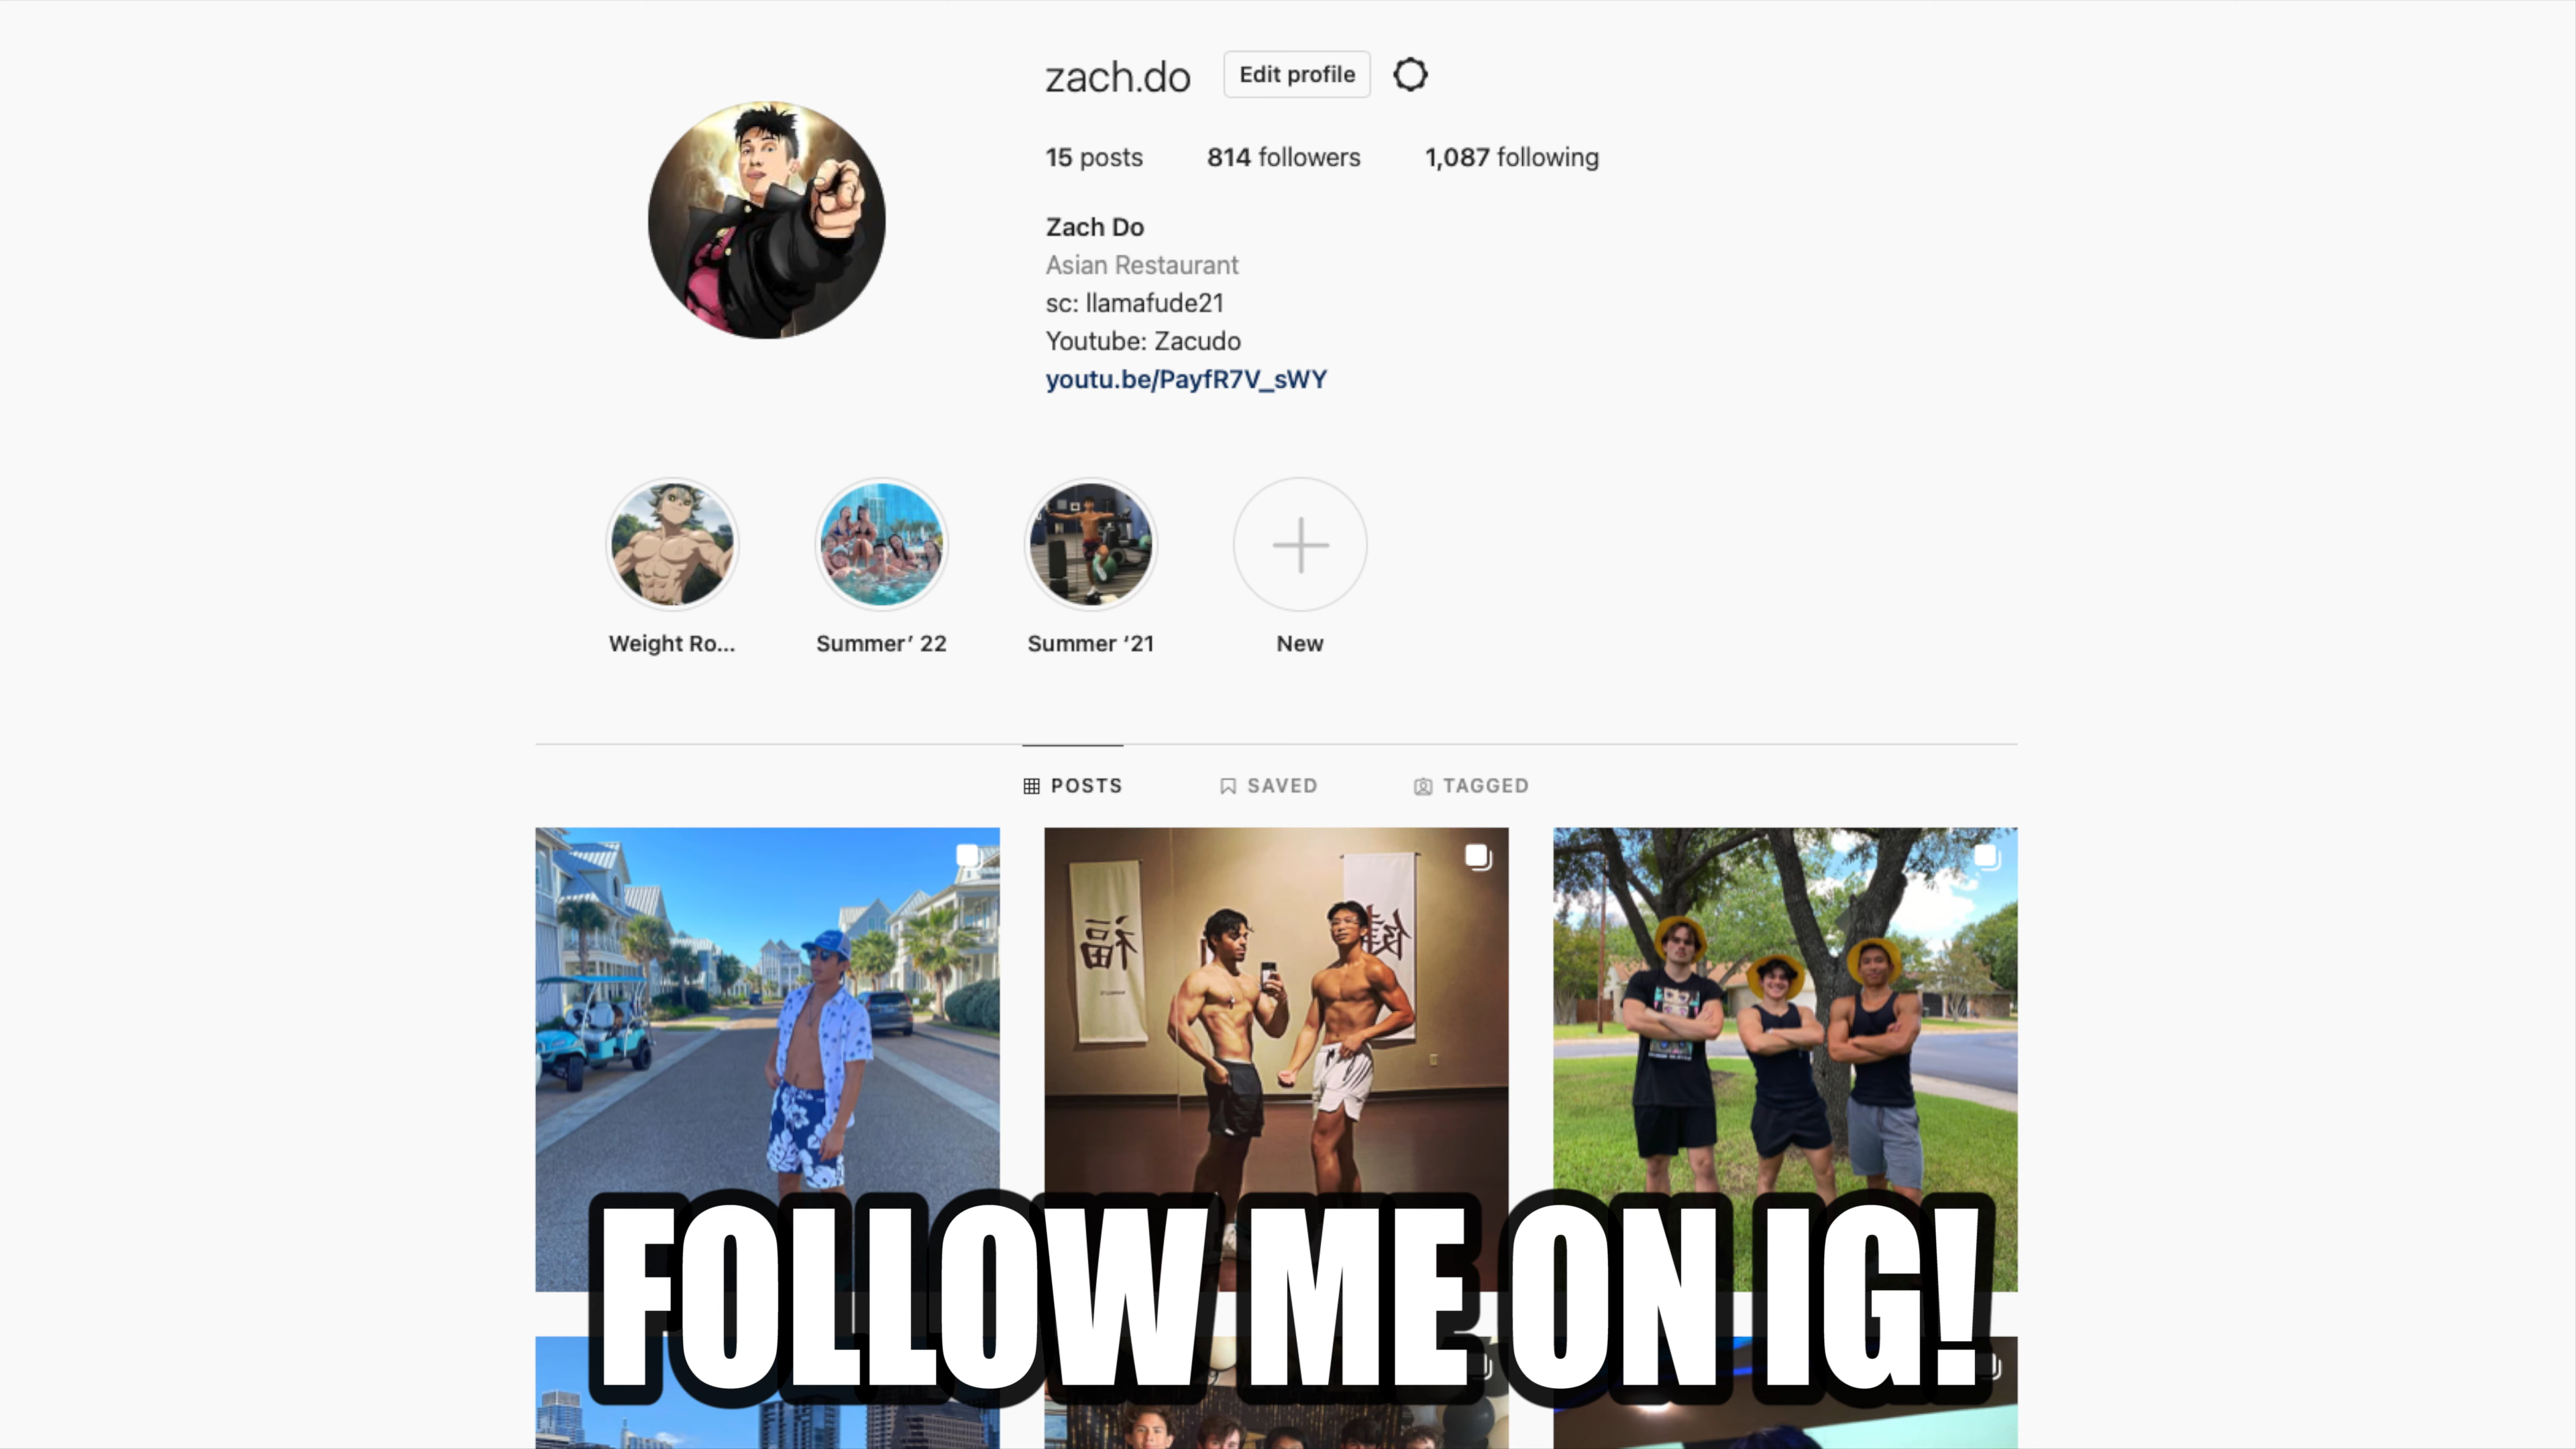 zach.do Edit profile
15 posts 814 followers 1,087 following
Zach Do
Asian Restaurant
sc: llamafude21
Youtube: Zacudo
youtu.be/PayfR7V_sWY
Weight Ro... Summer’ 22 Summer ‘21 New
POSTS SAVED TAGGED
福
FOLLOW ME ON IG!